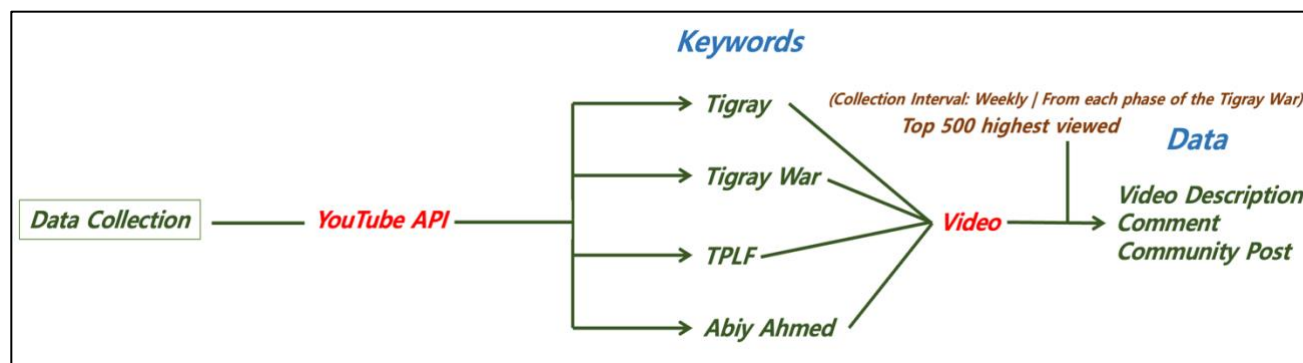 Keywords
(Collection Interval: Weekly | From each phase of the Tigray War)
Top 500 highest viewed
Data
Data Collection
YouTube API
Tigray
Tigray War
TPLF
Abiy Ahmed
Video
Video Description
Comment
Community Post